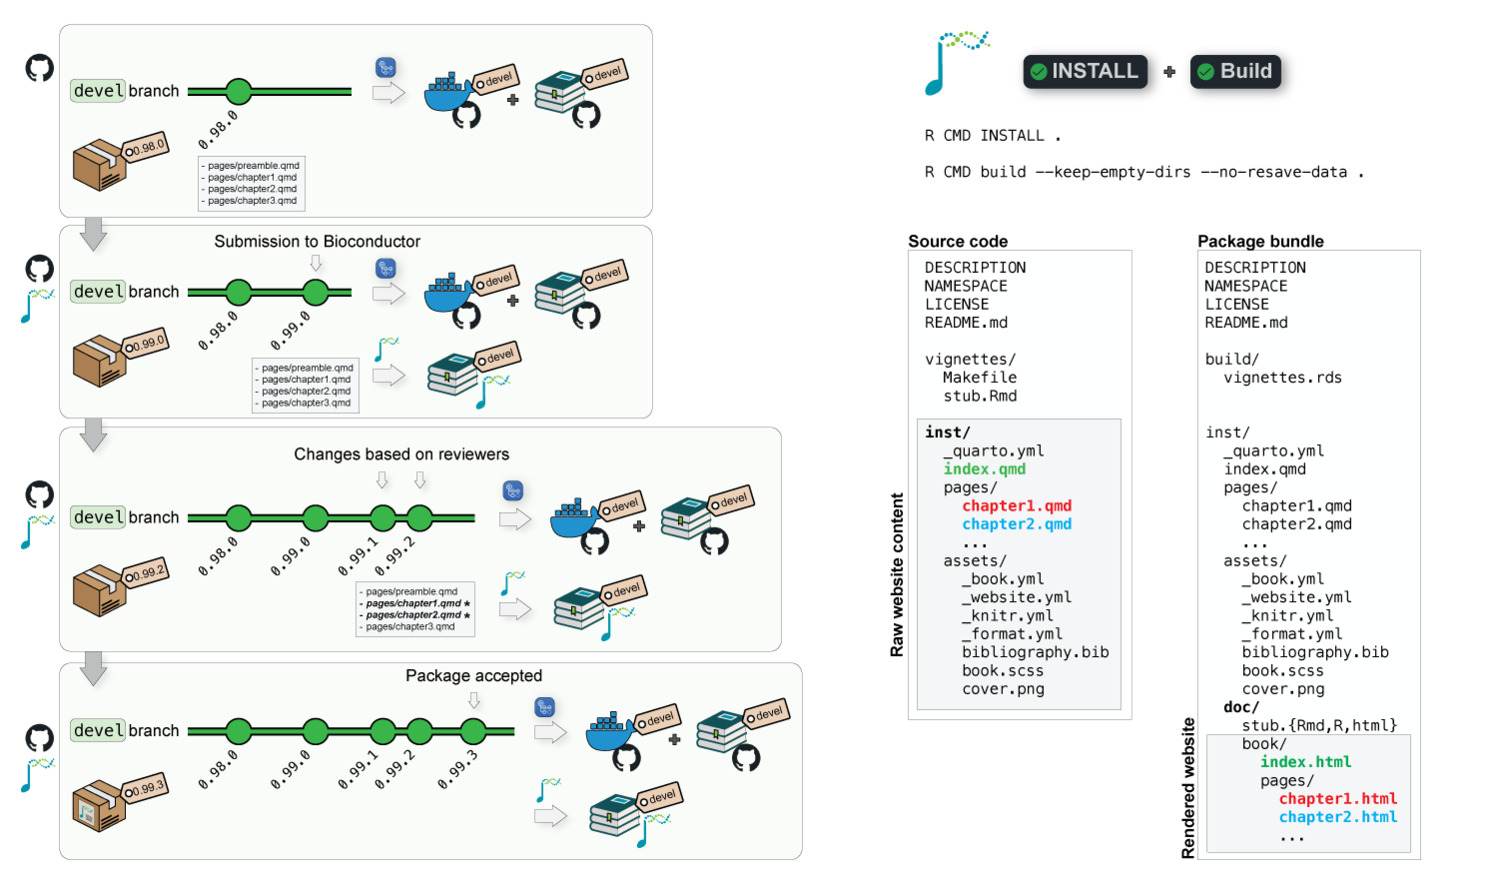 devel branch
0.98.0
0.98.0
- pages/preamble.qmd
- pages/chapter1.qmd
- pages/chapter2.qmd
- pages/chapter3.qmd
devel
+
devel
Submission to Bioconductor
devel branch
0.98.0
0.99.0
0.99.0
- pages/preamble.qmd
- pages/chapter1.qmd
- pages/chapter2.qmd
- pages/chapter3.qmd
devel
+
devel
devel
Changes based on reviewers
devel branch
0.98.0
0.99.0
0.99.1
0.99.2
0.99.2
- pages/preamble.qmd
- pages/chapter1.qmd *
- pages/chapter2.qmd *
- pages/chapter3.qmd
devel
+
devel
devel
Package accepted
devel branch
0.98.0
0.99.0
0.99.1
0.99.2
0.99.3
0.99.3
devel
+
devel
devel
INSTALL + Build
R CMD INSTALL .
R CMD build --keep-empty-dirs --no-resave-data .
Source code
DESCRIPTION
NAMESPACE
LICENSE
README.md
vignettes/
Makefile
stub.Rmd
Raw website content
inst/
_quarto.yml
index.qmd
pages/
chapter1.qmd
chapter2.qmd
...
assets/
_book.yml
_website.yml
_knitr.yml
_format.yml
bibliography.bib
book.scss
cover.png
Package bundle
DESCRIPTION
NAMESPACE
LICENSE
README.md
build/
vignettes.rds
inst/
_quarto.yml
index.qmd
pages/
chapter1.qmd
chapter2.qmd
...
assets/
_book.yml
_website.yml
_knitr.yml
_format.yml
bibliography.bib
book.scss
cover.png
doc/
stub.{Rmd,R,html}
Rendered website
book/
index.html
pages/
chapter1.html
chapter2.html
...